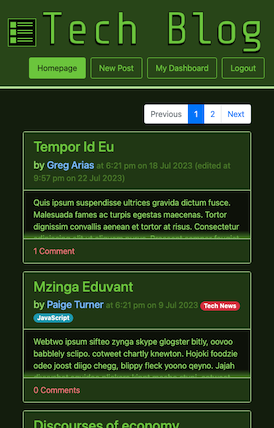 Tech Blog
Homepage New Post My Dashboard Logout
Previous 1 2 Next
Tempor Id Eu
by Greg Arias at 6:21 pm on 18 Jul 2023 (edited at
9:57 pm on 22 Jul 2023)
Quis ipsum suspendisse ultrices gravida dictum fusce.
Malesuada fames ac turpis egestas maecenas. Tortor
dignissim convallis aenean et tortor at risus. Consectetur
1 Comment
Mzinga Eduvant
by Paige Turner at 6:21 pm on 9 Jul 2023 Tech News
JavaScript
Webtwo ipsum sifteo zynga skype glogster bitly, oovoo
babblely sclipo. cotweet chartly knewton. Hojoki foodzie
odeo joost diigo chegg, blippy fleck yoono qeyno. Jajah
0 Comments
Discourses of economy